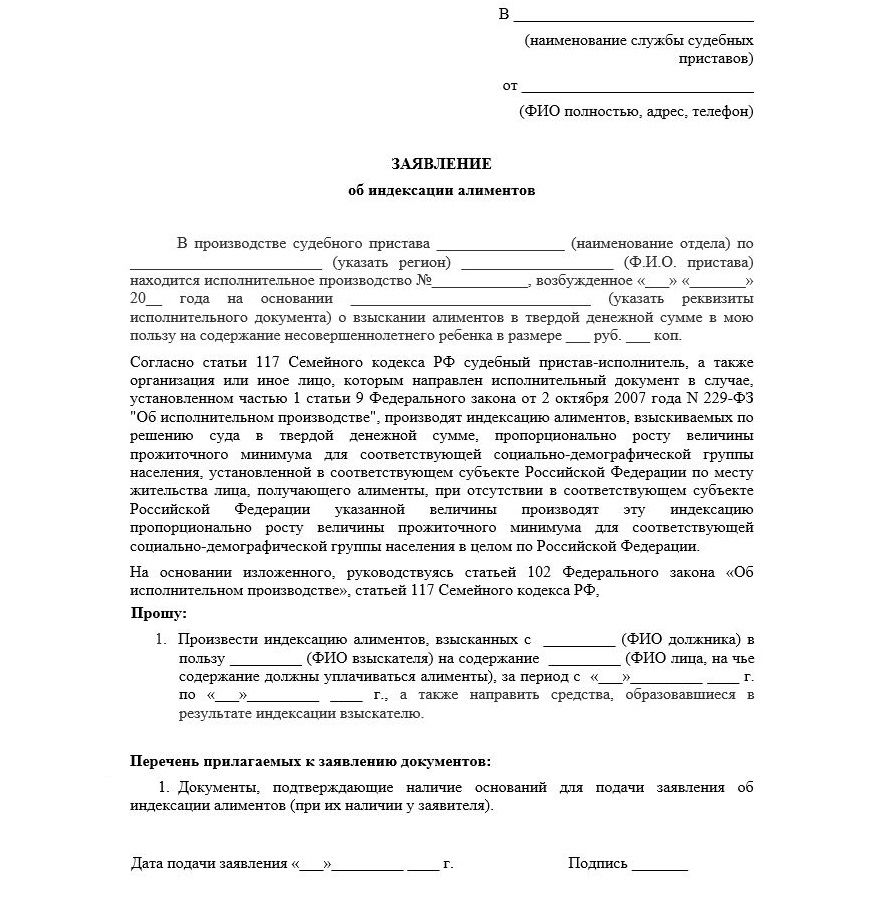 В ________________________________
(наименование службы судебных
приставов)
от _____________________________
(ФИО полностью, адрес, телефон)
ЗАЯВЛЕНИЕ
об индексации алиментов
В производстве судебного пристава ________________ (наименование отдела) по
________________________ (указать регион) ___________________ (Ф.И.О. пристава)
находится исполнительное производство №____________, возбужденное «___» «_______»
20__ года на основании ______________________________ (указать реквизиты
исполнительного документа) о взыскании алиментов в твердой денежной сумме в мою
пользу на содержание несовершеннолетнего ребенка в размере ___ руб. ___ коп.
Согласно статьи 117 Семейного кодекса РФ судебный пристав-исполнитель, а также
организация или иное лицо, которым направлен исполнительный документ в случае,
установленном частью 1 статьи 9 Федерального закона от 2 октября 2007 года N 229-ФЗ
"Об исполнительном производстве", производят индексацию алиментов, взыскиваемых по
решению суда в твердой денежной сумме, пропорционально росту величины
прожиточного минимума для соответствующей социально-демографической группы
населения, установленной в соответствующем субъекте Российской Федерации по месту
жительства лица, получающего алименты, при отсутствии в соответствующем субъекте
Российской Федерации указанной величины производят эту индексацию
пропорционально росту величины прожиточного минимума для соответствующей
социально-демографической группы населения в целом по Российской Федерации.
На основании изложенного, руководствуясь статьей 102 Федерального закона «Об
исполнительном производстве», статьей 117 Семейного кодекса РФ,
Прошу:
1. Произвести индексацию алиментов, взысканных с _________ (ФИО должника) в
пользу _________ (ФИО взыскателя) на содержание _________ (ФИО лица, на чье
содержание должны уплачиваться алименты), за период с «___»_________ ____ г.
по «___»_________ ____ г., а также направить средства, образовавшиеся в
результате индексации взыскателю.
Перечень прилагаемых к заявлению документов:
1. Документы, подтверждающие наличие оснований для подачи заявления об
индексации алиментов (при их наличии у заявителя).
Дата подачи заявления «___»_________ ____ г. Подпись _______